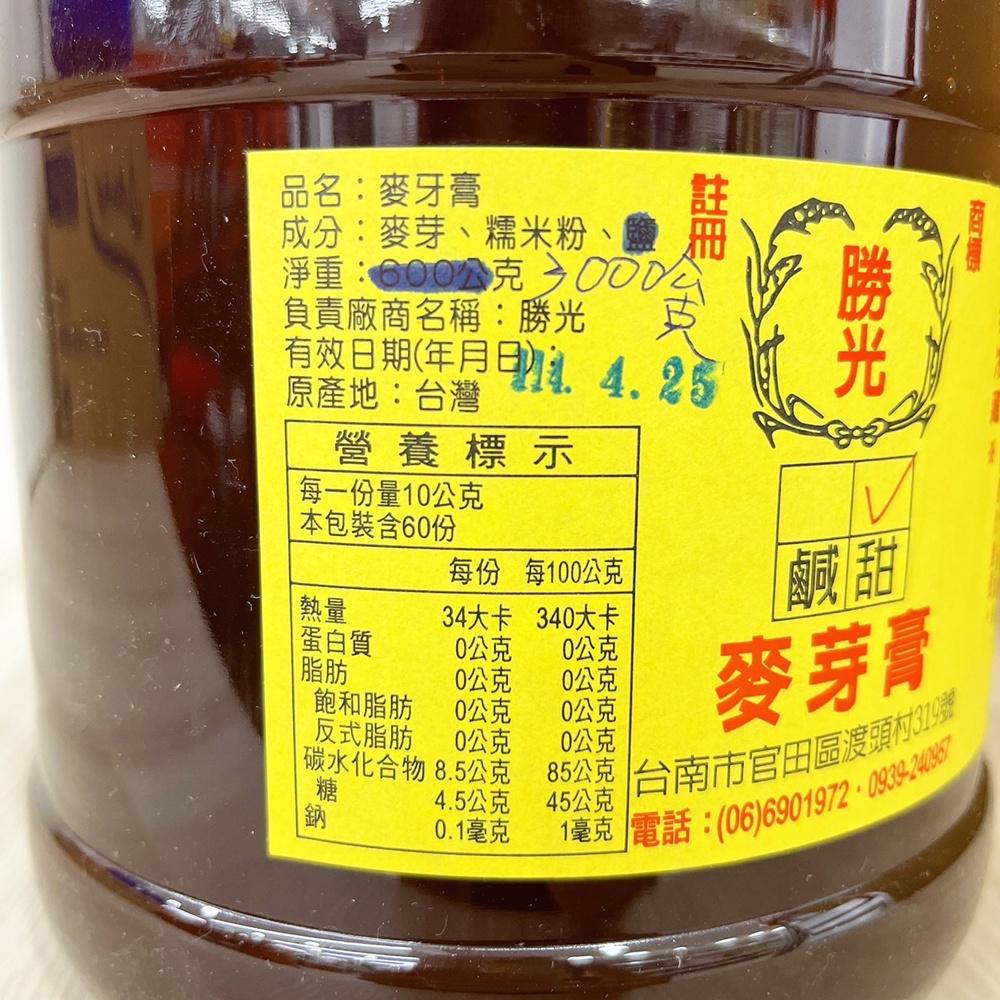 品名：麥牙膏
成分：麥芽、糯米粉、鹽
淨重：600公克 3000公克
負責廠商名稱：勝光
有效日期(年月日)：111. 4. 25
原產地：台灣
營養標示
每一份量10公克
本包裝含60份
每份 每100公克
熱量 34大卡 340大卡
蛋白質 0公克 0公克
脂肪 0公克 0公克
飽和脂肪 0公克 0公克
反式脂肪 0公克 0公克
碳水化合物 8.5公克 85公克
糖 4.5公克 45公克
鈉 0.1毫克 1毫克
註冊
商標
勝光
鹹 甜
麥芽膏
台南市官田區渡頭村319號
電話：(06)6901972．0939-240967